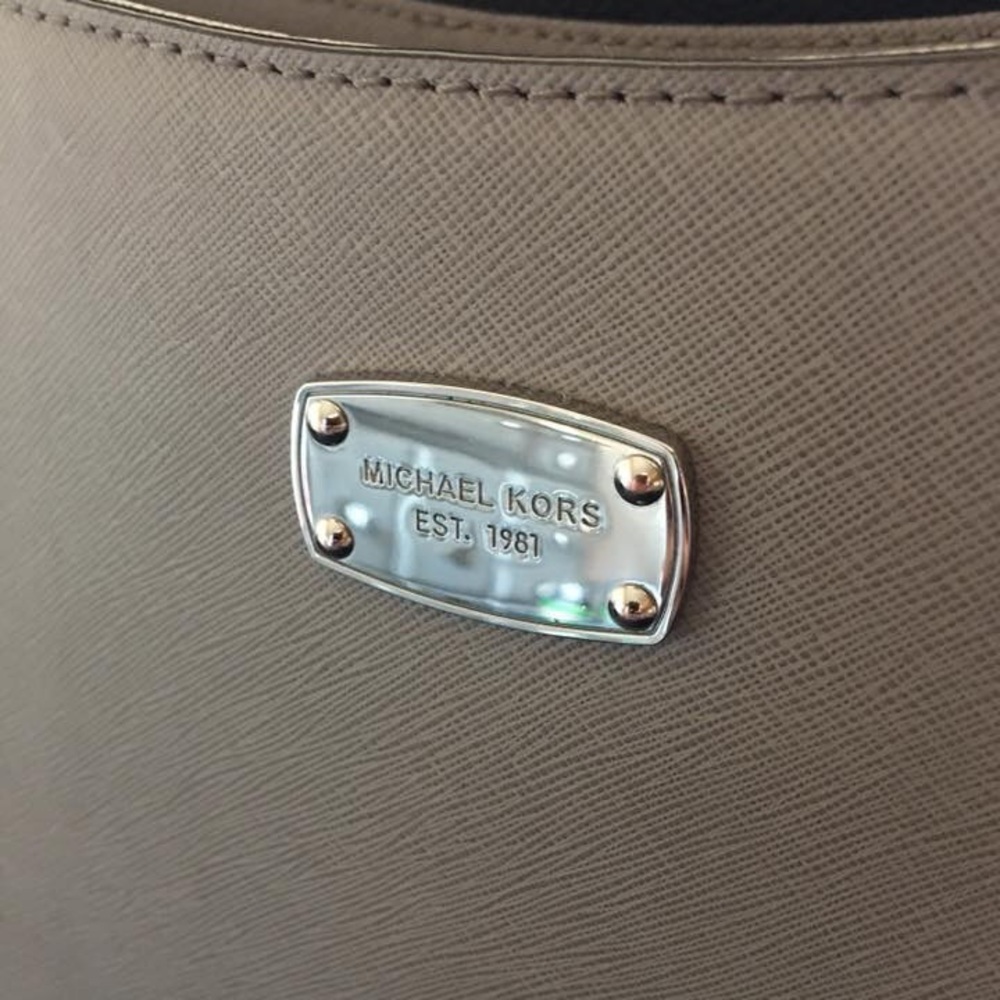 MICHAEL KORS
EST. 1981